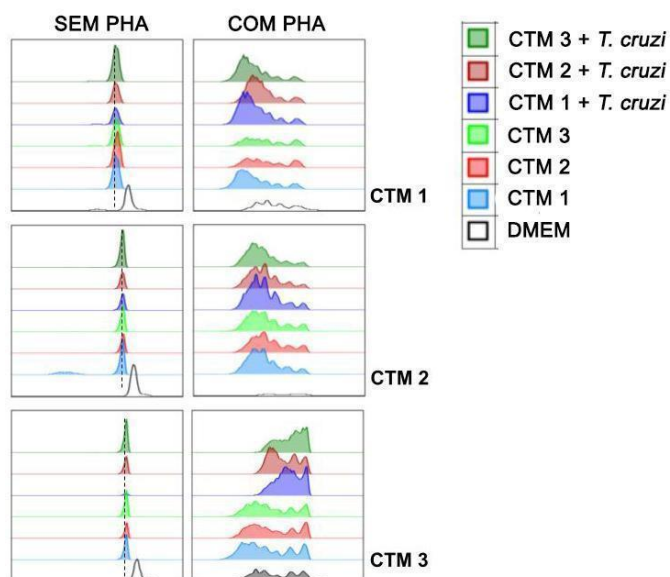 SEM PHA
COM PHA
CTM 1
CTM 2
CTM 3
CTM 3 + T. cruzi
CTM 2 + T. cruzi
CTM 1 + T. cruzi
CTM 3
CTM 2
CTM 1
DMEM